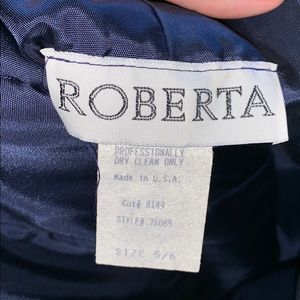 ROBERTA
PROFESSIONALLY
DRY CLEAN ONLY
Made in U.S.A.
Cut# 8149
STYLE# 76085
SIZE 5/6